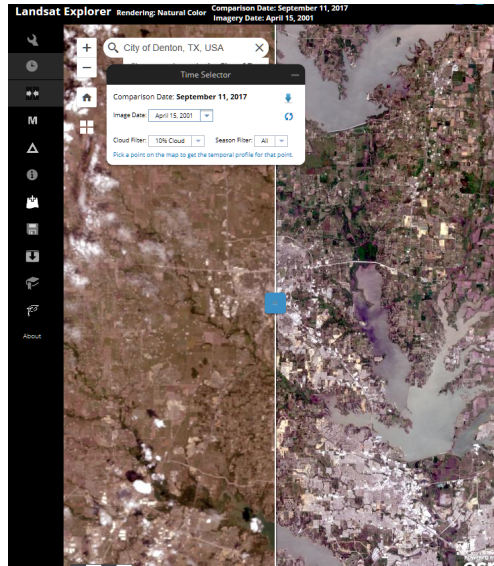 Landsat Explorer Rendering: Natural Color Comparison Date: September 11, 2017
Imagery Date: April 15, 2001
City of Denton, TX, USA
Time Selector
Comparison Date: September 11, 2017
Image Date: April 15, 2001
Cloud Filter: 10% Cloud Season Filter: All
Pick a point on the map to get the temporal profile for that point.
M
About